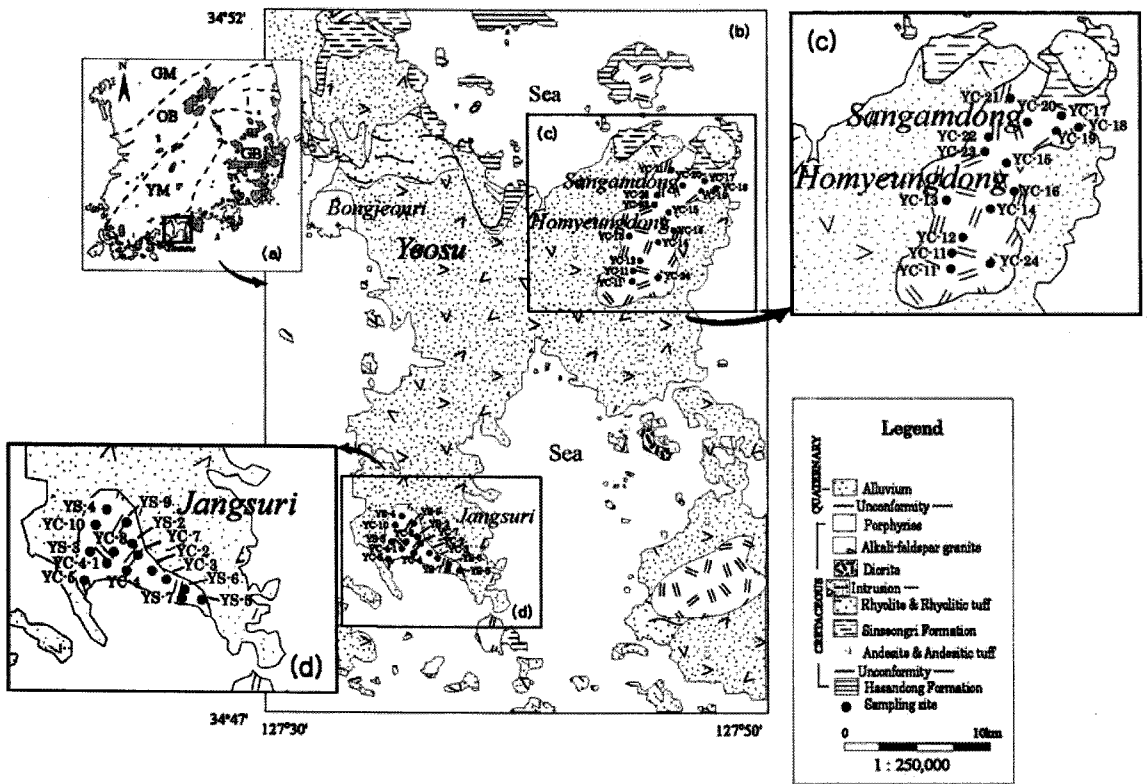 34°52'
(b)
Sea
(c)
Sangamdong
Homyeungdong
Bongjeouri
Yeosu
Sea
Jangsuri
(d)
34°47'
127°30'
127°50'
N
GM
OB
GB
YM
(a)
(c)
YC-21
YC-20
YC-17
Sangamdong
YC-18
YC-22
YC-19
YC-23
YC-15
Homyeungdong
YC-16
YC-13
YC-14
YC-12
YC-11
YC-24
YC-11'
Jangsuri
YS-4
YS-9
YC-10
YS-2
YC-8
YC-7
YS-3
YC-2
YC-4-1
YC-3
YC-5
YC-4
YS-6
YS-7
YS-5
(d)
Legend
QUATERNARY
Alluvium
Unconformity
Porphyries
Alkali-feldspar granite
Diorite
CRETACEOUS
Intrusion
Rhyolite & Rhyolitic tuff
Sinseongri Formation
Andesite & Andesitic tuff
Unconformity
Hasandong Formation
Sampling site
0 10km
1 : 250,000